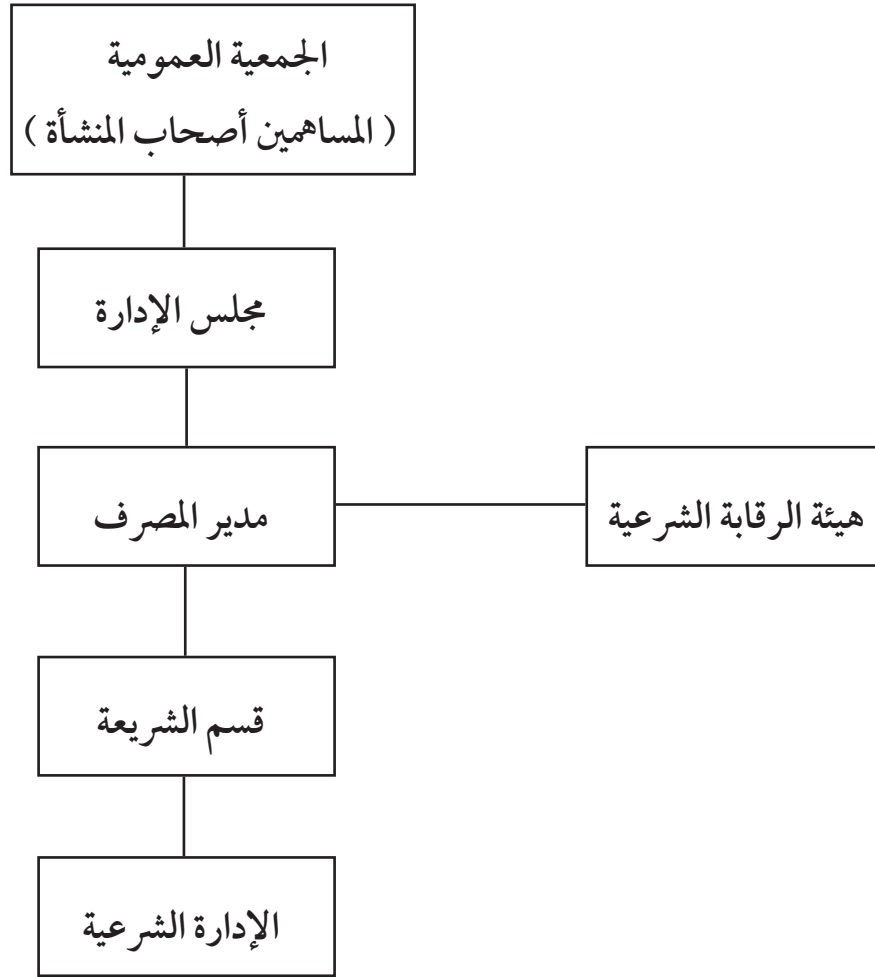 الجمعية العمومية
( المساهمين أصحاب المنشأة )
مجلس الإدارة
مدير المصرف
هيئة الرقابة الشرعية
قسم الشريعة
الإدارة الشرعية